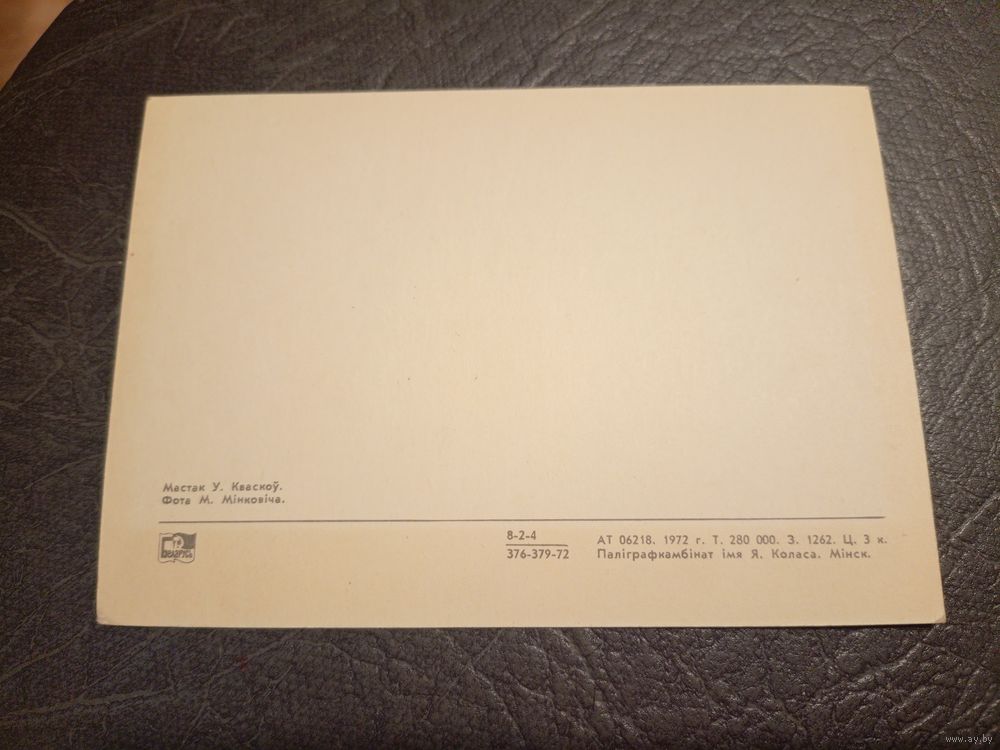 Мастак У. Кваскоў.
Фота М. Мінковіча.
БЕЛАРУСЬ
8-2-4
376-379-72
АТ 06218. 1972 г. Т. 280 000. З. 1262. Ц. 3 к.
Паліграфкамбінат імя Я. Коласа. Мінск.
www.ay.by